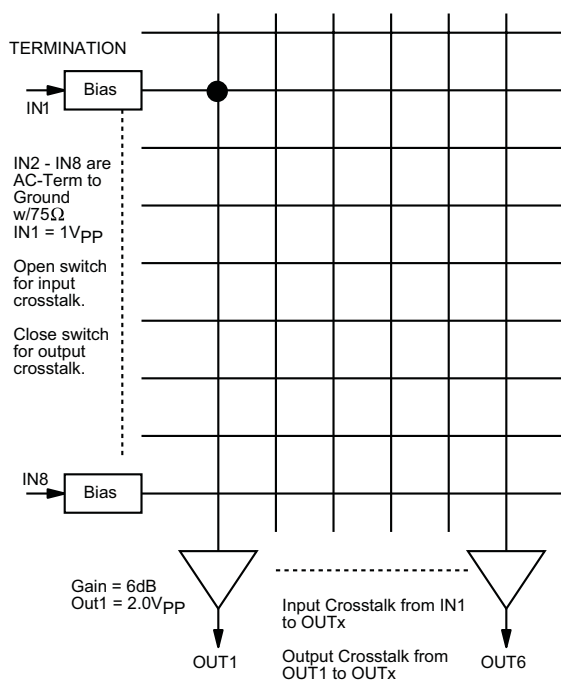 TERMINATION
Bias
IN1
IN2 - IN8 are
AC-Term to
Ground
w/75Ω
IN1 = 1VPP
Open switch
for input
crosstalk.
Close switch
for output
crosstalk.
IN8
Bias
Gain = 6dB
Out1 = 2.0VPP
Input Crosstalk from IN1
to OUTx
Output Crosstalk from
OUT1 to OUTx
OUT1
OUT6